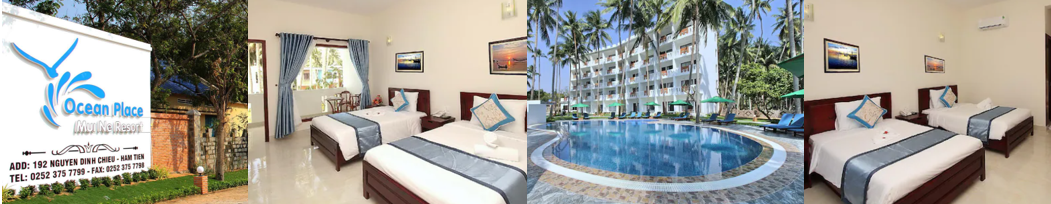 Ocean Place
Mui Ne Resort
ADD: 192 NGUYEN DINH CHIEU - HAM TIEN
TEL: 0252 375 7799 - FAX: 0252 375 7798